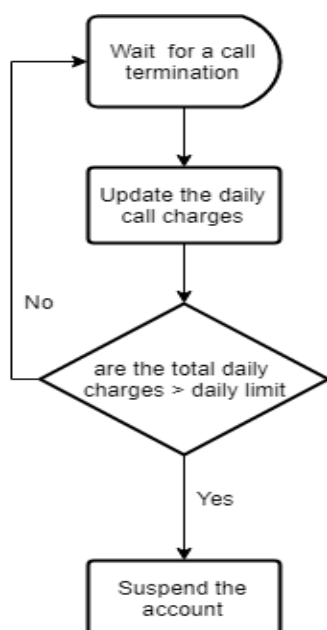 Wait for a call
termination
Update the daily
call charges
No
are the total daily
charges > daily limit
Yes
Suspend the
account